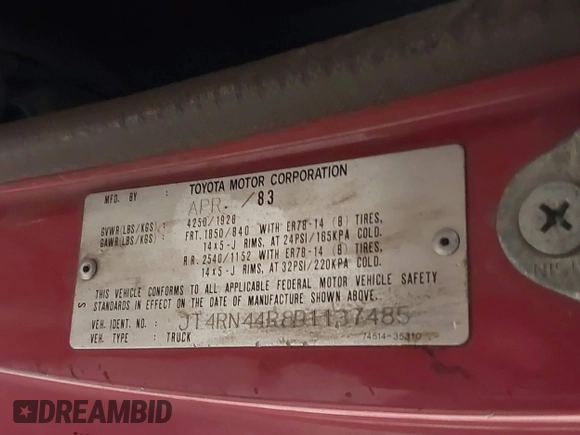 MFD. BY : TOYOTA MOTOR CORPORATION
APR. /83
GVWR(LBS/KGS) 4250/1928
GAWR(LBS/KGS) FRT. 1850/840 WITH ER78-14 (B) TIRES,
14x5-J RIMS, AT 24PSI/165KPA COLD.
RR. 2540/1152 WITH ER78-14 (B) TIRES,
14x5-J RIMS, AT 32PSI/220KPA COLD.
THIS VEHICLE CONFORMS TO ALL APPLICABLE FEDERAL MOTOR VEHICLE SAFETY
S STANDARDS IN EFFECT ON THE DATE OF MANUFACTURE SHOWN ABOVE.
VEH. IDENT. NO. : JT4RN44R8D1137485
VEH. TYPE : TRUCK 74514-35310
DREAMBID